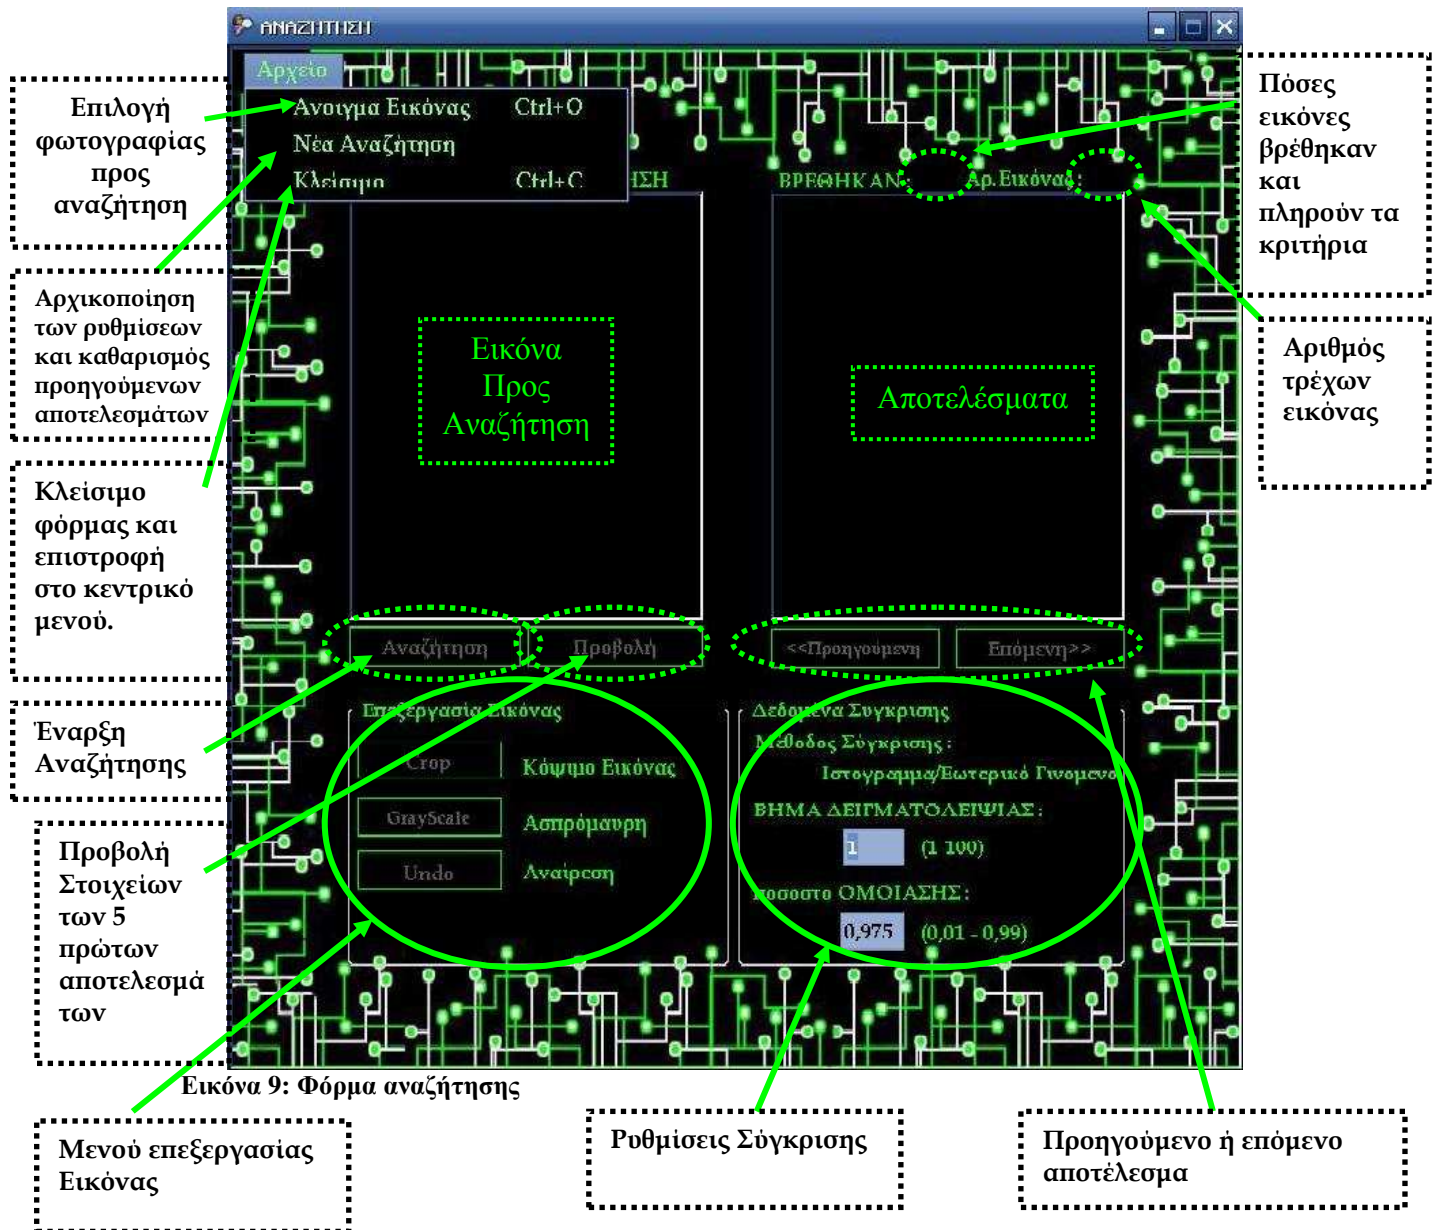 ΑΝΑΖΗΤΗΣΗ
Αρχείο
Ανοιγμα Εικόνας Ctrl+O
Νέα Αναζήτηση
Κλείσιμο Ctrl+C
ΒΡΕΘΗΚΑΝ: Αρ.Εικόνας:
Επιλογή
φωτογραφίας
προς
αναζήτηση
Αρχικοποίηση
των ρυθμίσεων
και καθαρισμός
προηγούμενων
αποτελεσμάτων
Κλείσιμο
φόρμας και
επιστροφή
στο κεντρικό
μενού.
Έναρξη
Αναζήτησης
Προβολή
Στοιχείων
των 5
πρώτων
αποτελεσμά
των
Εικόνα
Προς
Αναζήτηση
Αποτελέσματα
Πόσες
εικόνες
βρέθηκαν
και
πληρούν τα
κριτήρια
Αριθμός
τρέχων
εικόνας
Αναζήτηση Προβολή <<Προηγούμενη Επόμενη>>
Επεξεργασία Εικόνας
Crop Κόψιμο Εικόνας
GrayScale Ασπρόμαυρη
Undo Αναίρεση
Δεδομένα Συγκρισης
Μέθοδος Σύγκρισης :
Ιστογραμμα/Εωτερικό Γινομενο
ΒΗΜΑ ΔΕΙΓΜΑΤΟΛΕΙΨΙΑΣ :
1 (1 100)
ποσοστο ΟΜΟΙΑΣΗΣ :
0,975 (0,01 - 0,99)
Εικόνα 9: Φόρμα αναζήτησης
Μενού επεξεργασίας
Εικόνας
Ρυθμίσεις Σύγκρισης
Προηγούμενο ή επόμενο
αποτέλεσμα